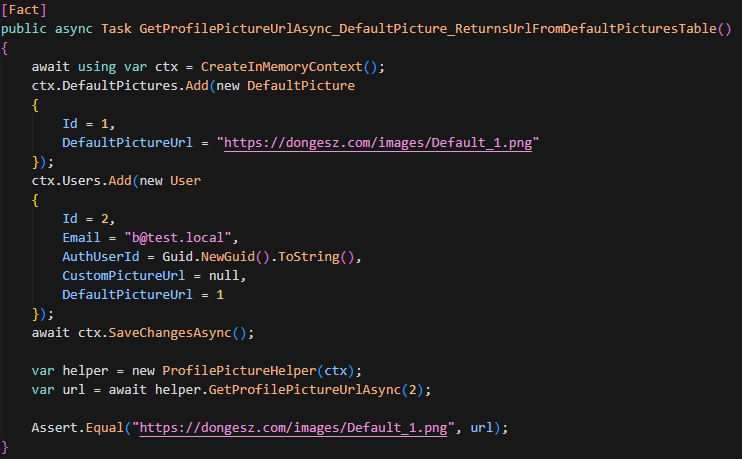 [Fact]
public async Task GetProfilePictureUrlAsync_DefaultPicture_ReturnsUrlFromDefaultPicturesTable()
{
    await using var ctx = CreateInMemoryContext();
    ctx.DefaultPictures.Add(new DefaultPicture
    {
        Id = 1,
        DefaultPictureUrl = "https://dongesz.com/images/Default_1.png"
    });
    ctx.Users.Add(new User
    {
        Id = 2,
        Email = "b@test.local",
        AuthUserId = Guid.NewGuid().ToString(),
        CustomPictureUrl = null,
        DefaultPictureUrl = 1
    });
    await ctx.SaveChangesAsync();

    var helper = new ProfilePictureHelper(ctx);
    var url = await helper.GetProfilePictureUrlAsync(2);

    Assert.Equal("https://dongesz.com/images/Default_1.png", url);
}